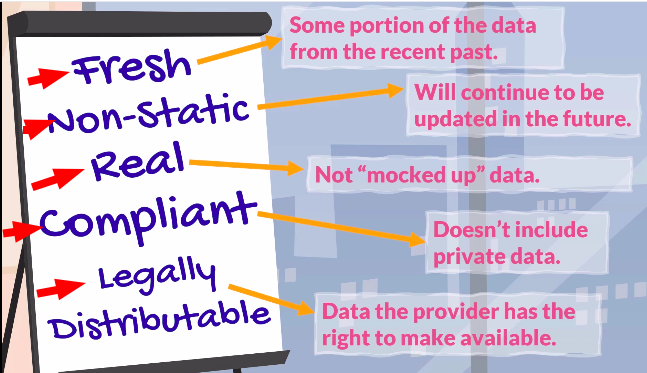 Fresh
Some portion of the data
from the recent past.
Non-Static
Will continue to be
updated in the future.
Real
Not “mocked up” data.
Compliant
Doesn’t include
private data.
Legally
Distributable
Data the provider has the
right to make available.